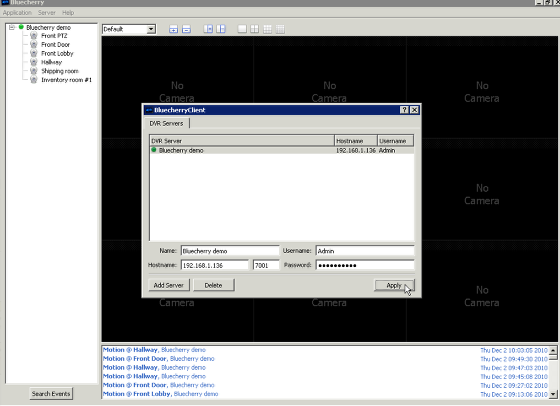 Bluecherry
Application Server Help
Bluecherry demo
Front PTZ
Front Door
Front Lobby
Hallway
Shipping room
Inventory room #1
Default
No
Camera
No
Camera
No
Camera
BluecherryClient
DVR Servers
DVR Server Hostname Username
Bluecherry demo 192.168.1.136 Admin
Name: Bluecherry demo Username: Admin
Hostname: 192.168.1.136 7001 Password: ●●●●●●●●●●
Add Server Delete Apply
No
Camera
No
Camera
Camera
Camera
Motion @ Hallway, Bluecherry demo Thu Dec 2 10:03:05 2010
Motion @ Front Door, Bluecherry demo Thu Dec 2 09:49:30 2010
Motion @ Hallway, Bluecherry demo Thu Dec 2 09:47:03 2010
Motion @ Hallway, Bluecherry demo Thu Dec 2 09:45:08 2010
Motion @ Front Door, Bluecherry demo Thu Dec 2 09:27:02 2010
Motion @ Front Lobby, Bluecherry demo Thu Dec 2 09:13:06 2010
Search Events